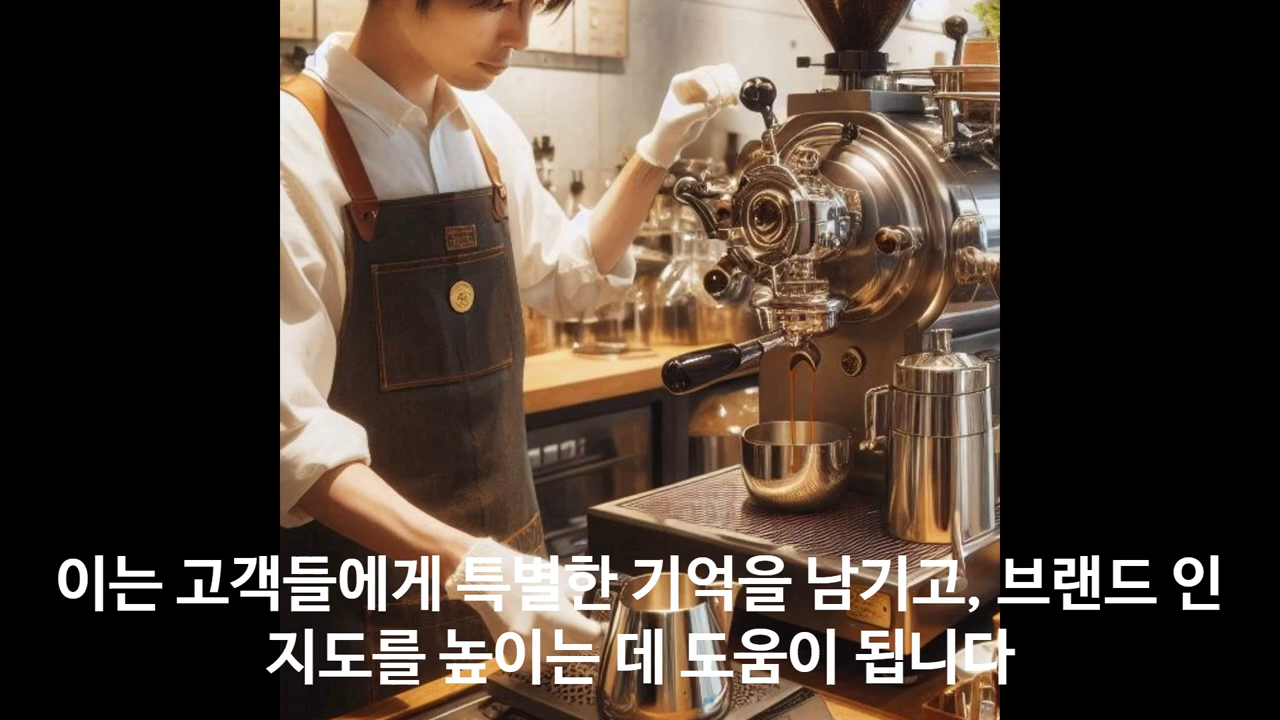 이는 고객들에게 특별한 기억을 남기고, 브랜드 인
지도를 높이는 데 도움이 됩니다